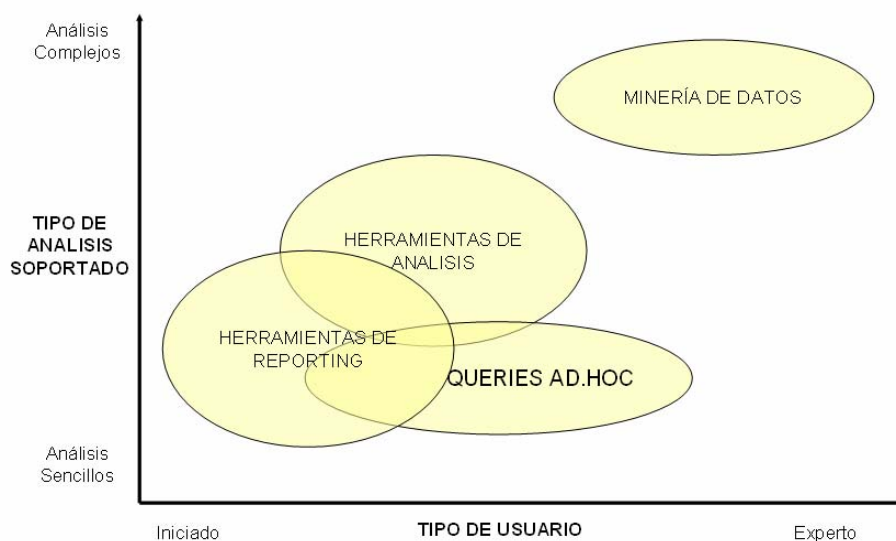 Análisis
Complejos
MINERÍA DE DATOS
TIPO DE
ANALISIS
SOPORTADO
HERRAMIENTAS DE
ANALISIS
HERRAMIENTAS DE
REPORTING
QUERIES AD.HOC
Análisis
Sencillos
Iniciado
TIPO DE USUARIO
Experto